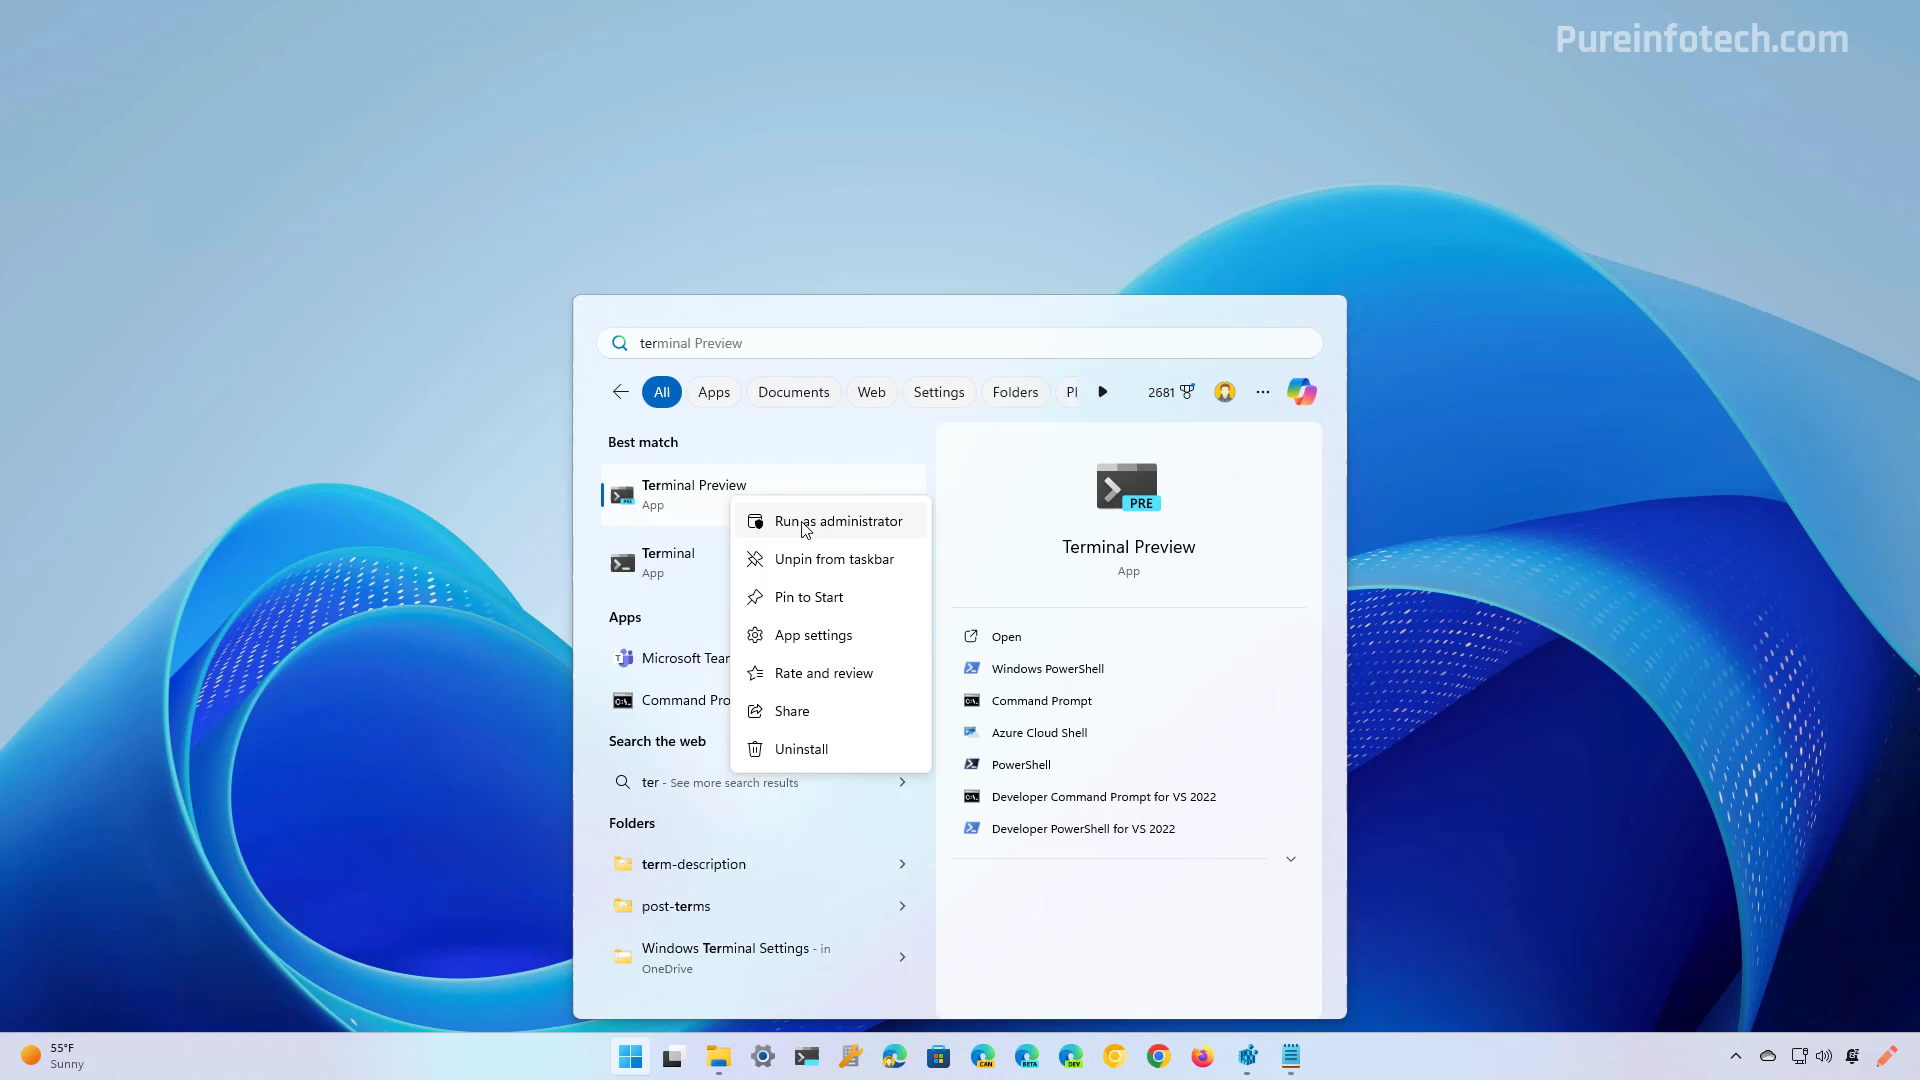 Pureinfotech.com
terminal Preview
All
Apps
Documents
Web
Settings
Folders
Pl
2681
Best match
Terminal Preview
App
Terminal
App
Apps
Microsoft Tear
Command Pro
Search the web
ter - See more search results
Folders
term-description
post-terms
Windows Terminal Settings - in
OneDrive
Run as administrator
Unpin from taskbar
Pin to Start
App settings
Rate and review
Share
Uninstall
PRE
Terminal Preview
App
Open
Windows PowerShell
Command Prompt
Azure Cloud Shell
PowerShell
Developer Command Prompt for VS 2022
Developer PowerShell for VS 2022
55°F
Sunny
CAN
BETA
DEV